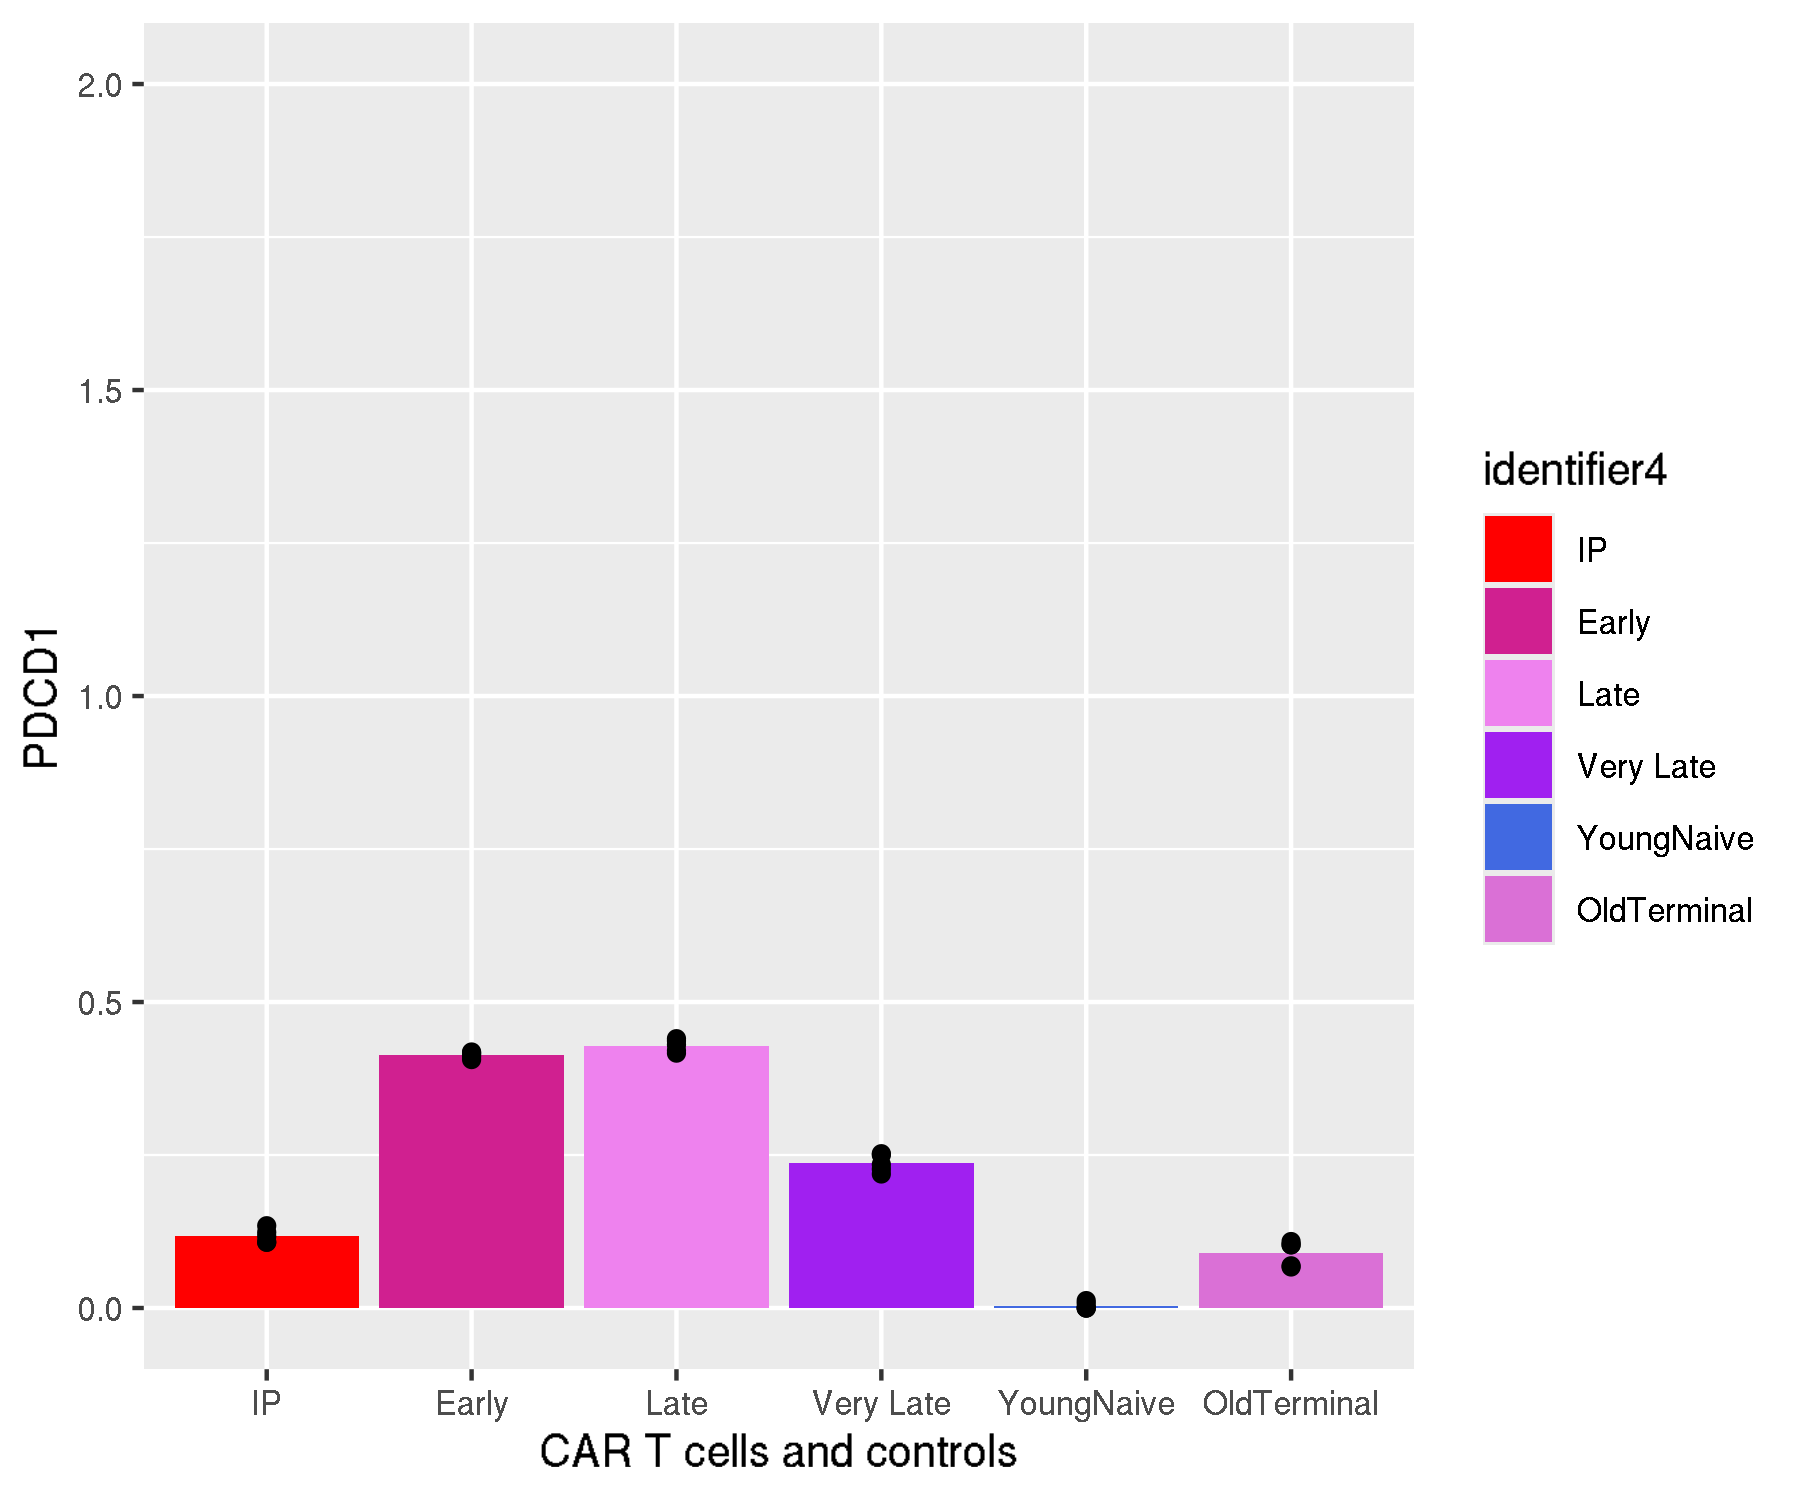 2.0
1.5
1.0
0.5
0.0
PDCD1
IP Early Late Very Late YoungNaive OldTerminal
CAR T cells and controls
identifier4
IP
Early
Late
Very Late
YoungNaive
OldTerminal